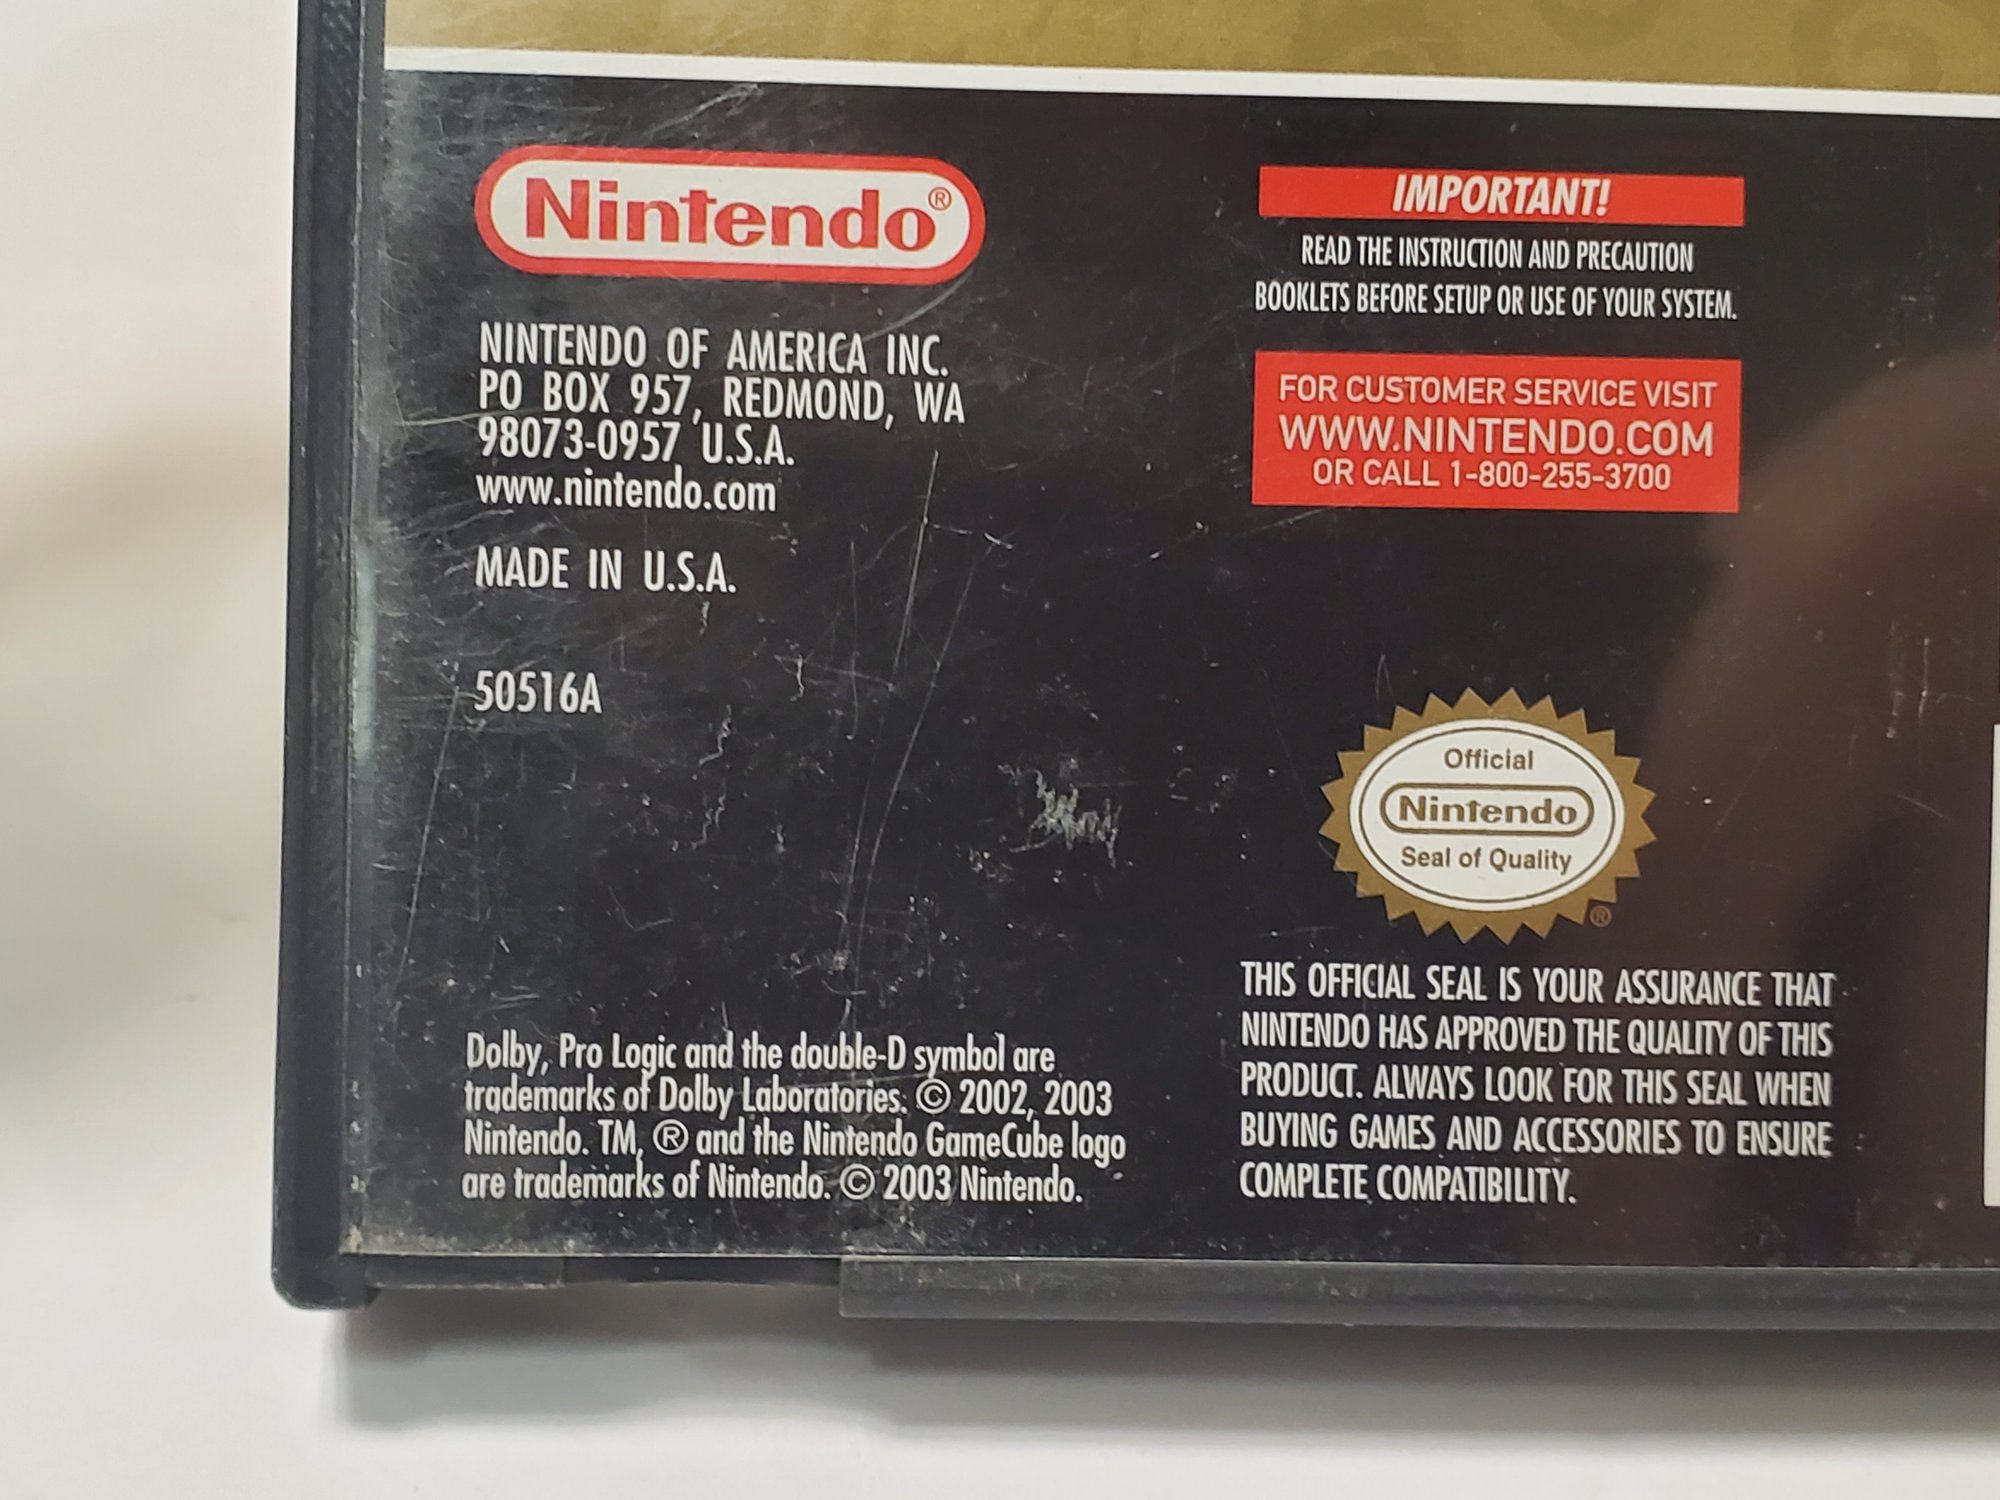 Nintendo®
NINTENDO OF AMERICA INC.
PO BOX 957, REDMOND, WA
98073-0957 U.S.A.
www.nintendo.com
MADE IN U.S.A.
50516A
Dolby, Pro Logic and the double-D symbol are
trademarks of Dolby Laboratories. © 2002, 2003
Nintendo. TM, ® and the Nintendo GameCube logo
are trademarks of Nintendo. © 2003 Nintendo.
IMPORTANT!
READ THE INSTRUCTION AND PRECAUTION
BOOKLETS BEFORE SETUP OR USE OF YOUR SYSTEM.
FOR CUSTOMER SERVICE VISIT
WWW.NINTENDO.COM
OR CALL 1-800-255-3700
Official
Nintendo
Seal of Quality
®
THIS OFFICIAL SEAL IS YOUR ASSURANCE THAT
NINTENDO HAS APPROVED THE QUALITY OF THIS
PRODUCT. ALWAYS LOOK FOR THIS SEAL WHEN
BUYING GAMES AND ACCESSORIES TO ENSURE
COMPLETE COMPATIBILITY.